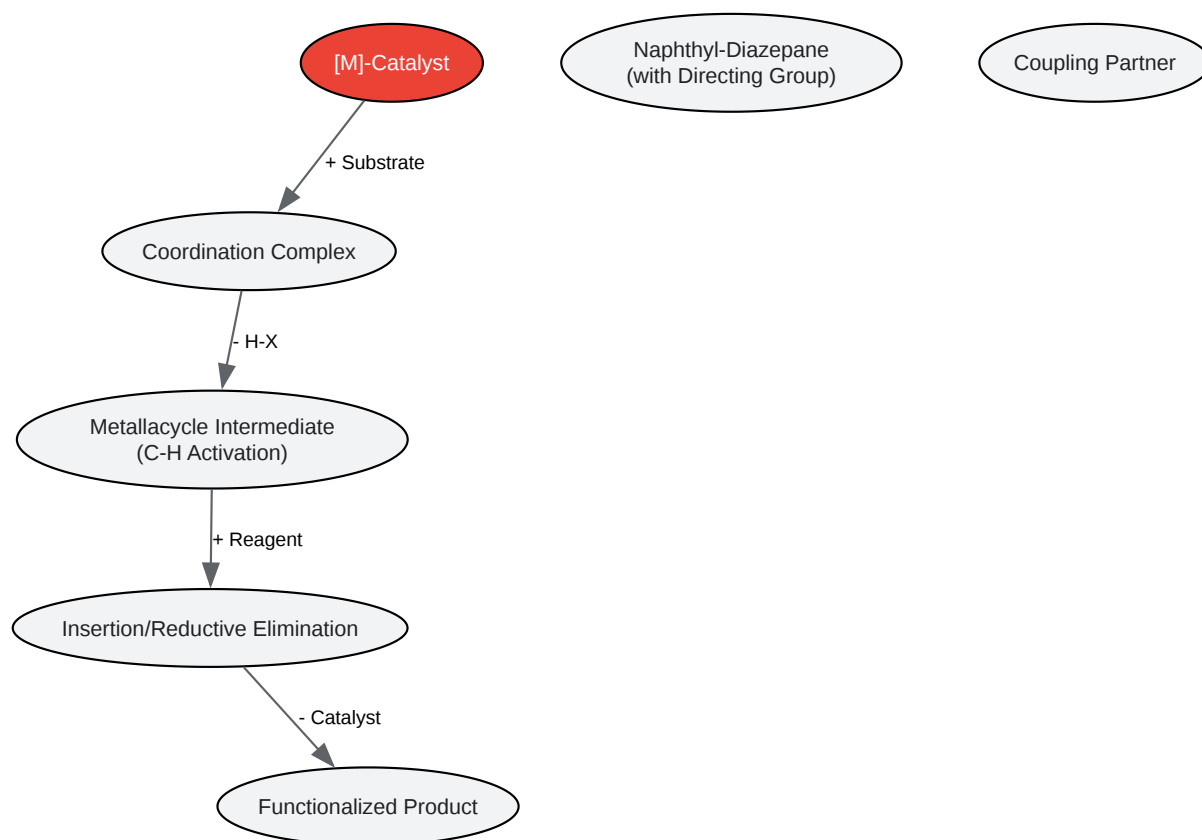 [M]-Catalyst
Naphthyl-Diazepane
(with Directing Group)
Coupling Partner
+ Substrate
Coordination Complex
- H-X
Metallacycle Intermediate
(C-H Activation)
+ Reagent
Insertion/Reductive Elimination
- Catalyst
Functionalized Product